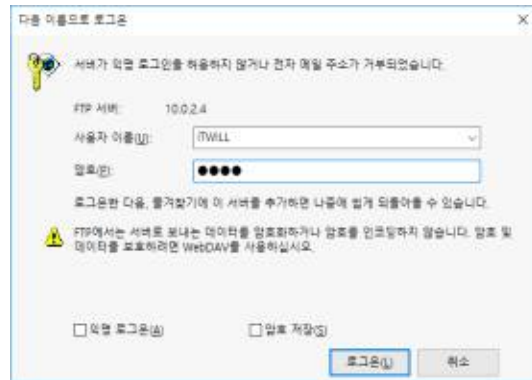 다음 이름으로 로그온
서버가 익명 로그인을 허용하지 않거나 전자 메일 주소가 거부되었습니다.
FTP 서버: 10.0.2.4
사용자 이름(U): ITWILL
암호(P): ●●●●
로그온한 다음, 즐겨찾기에 이 서버를 추가하면 나중에 쉽게 되돌아올 수 있습니다.
FTP에서는 서버로 보내는 데이터를 암호화하거나 암호를 인코딩하지 않습니다. 암호 및
데이터를 보호하려면 WebDAV를 사용하십시오.
익명 로그온(A) 암호 저장(S)
로그온(L) 취소